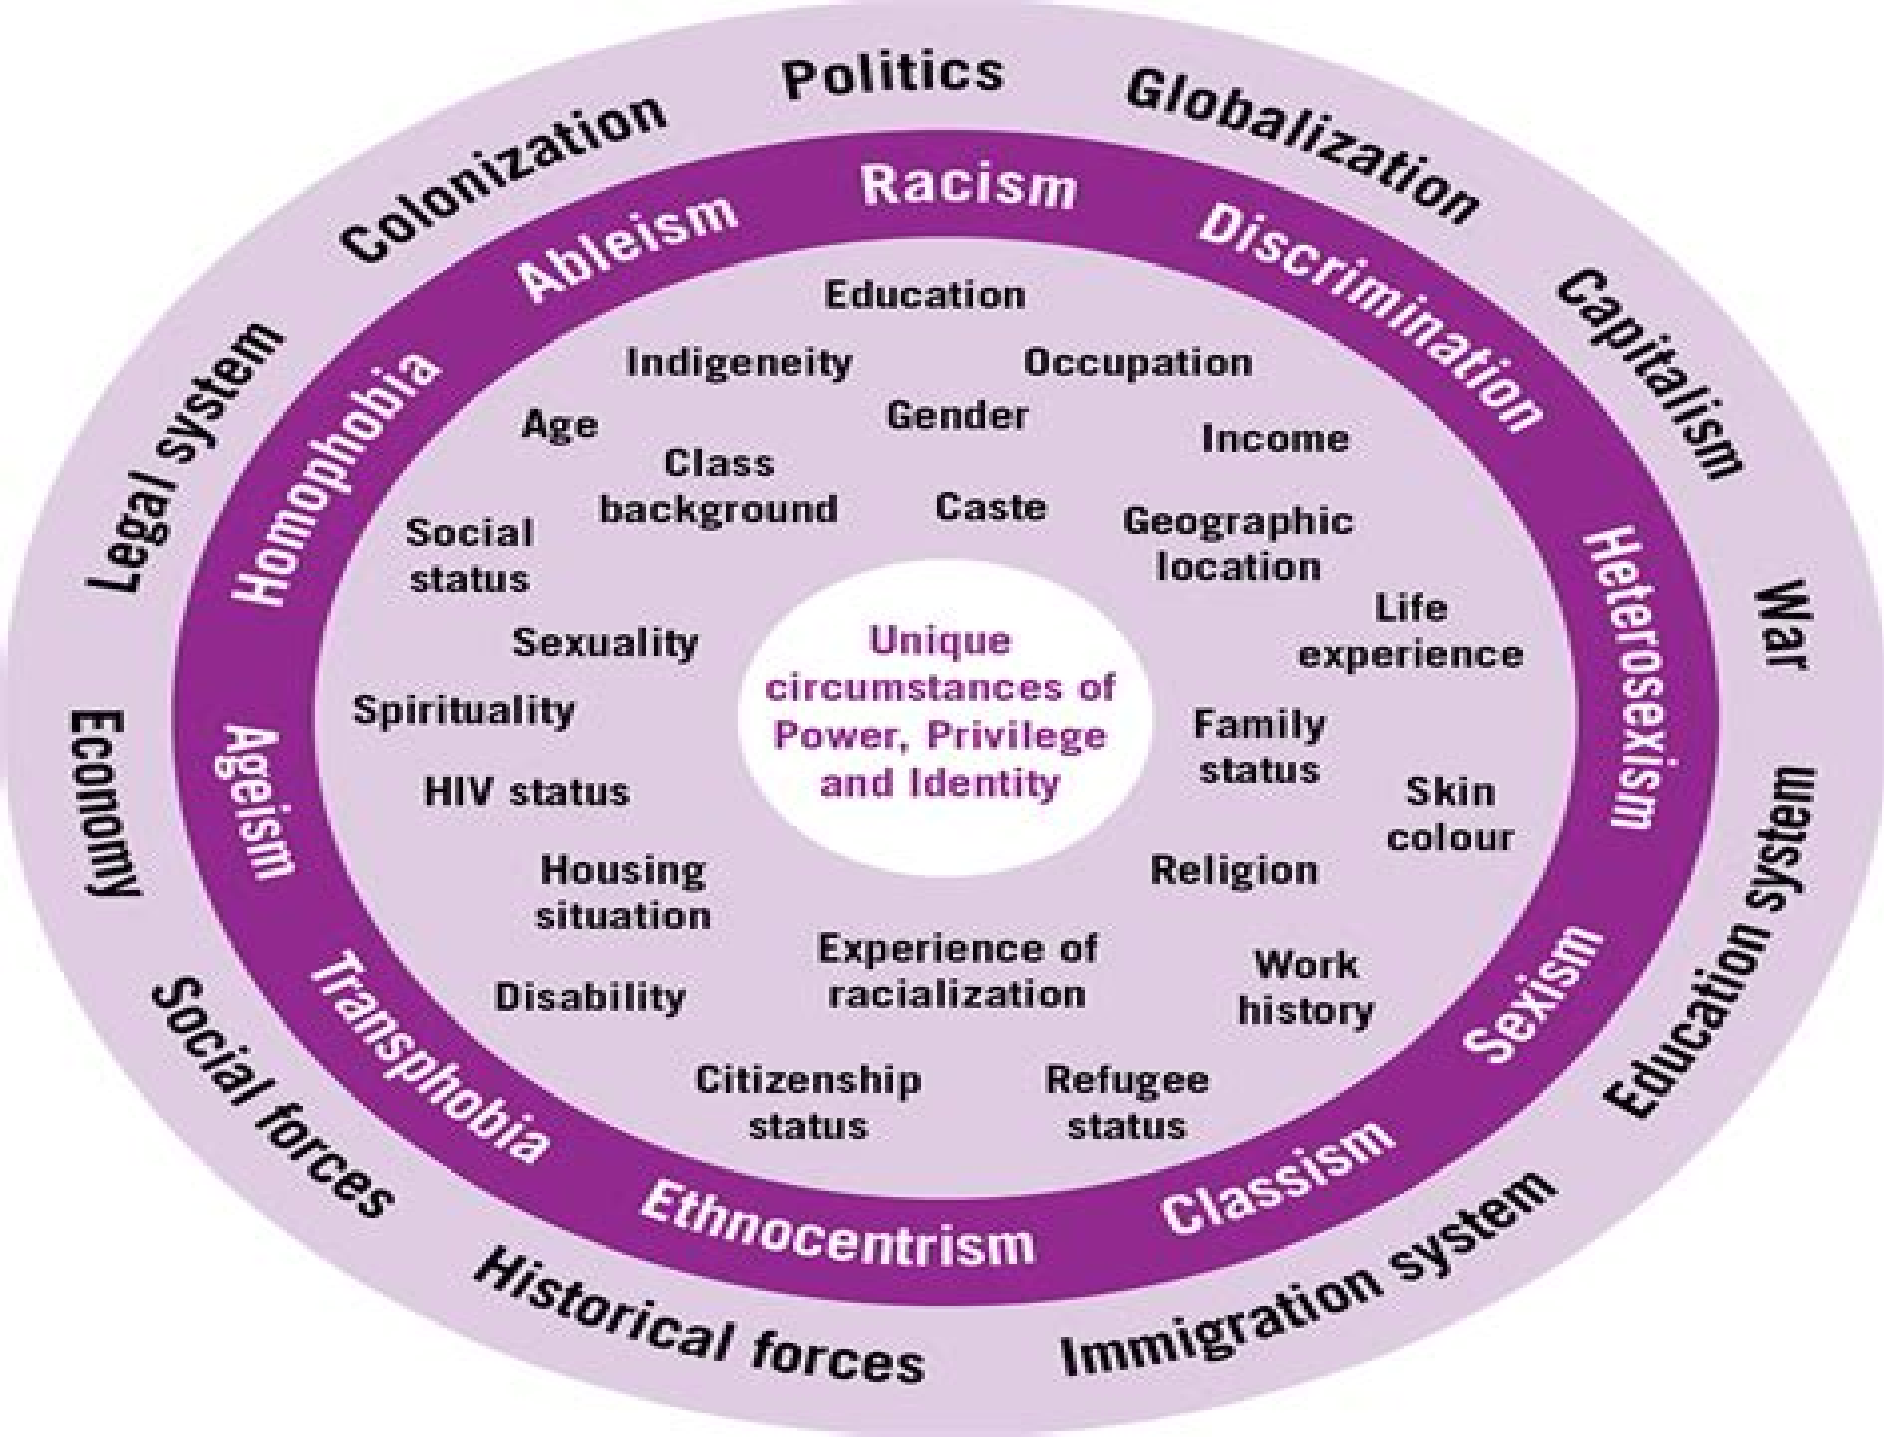 Politics
Globalization
Capitalism
War
Education system
Immigration system
Historical forces
Social forces
Economy
Legal system
Colonization
Racism
Discrimination
Heterosexism
Sexism
Classism
Ethnocentrism
Transphobia
Ageism
Homophobia
Ableism
Education
Indigeneity
Occupation
Age
Gender
Income
Class
background
Caste
Geographic
location
Social
status
Life
experience
Sexuality
Spirituality
Family
status
HIV status
Skin
colour
Housing
situation
Religion
Disability
Experience of
racialization
Work
history
Citizenship
status
Refugee
status
Unique
circumstances of
Power, Privilege
and Identity